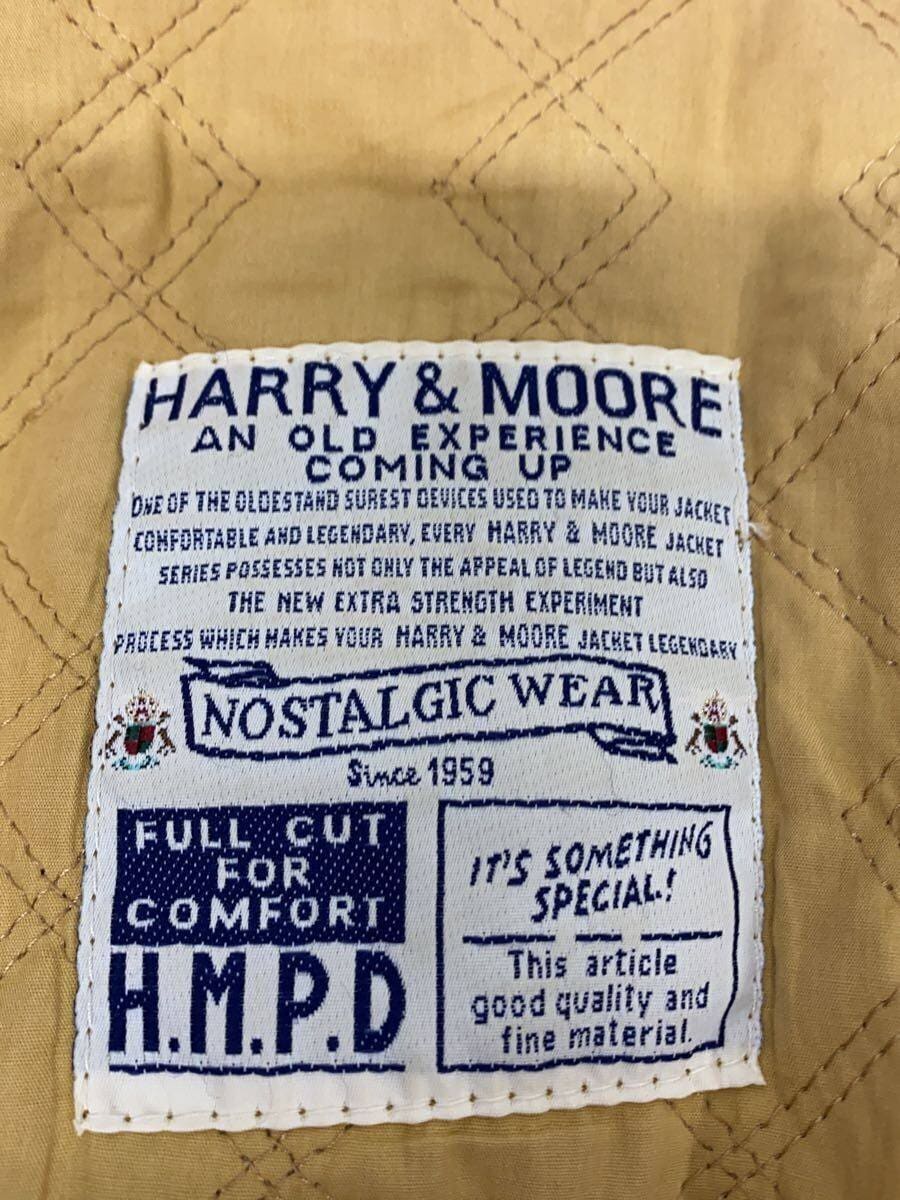 HARRY & MOORE
AN OLD EXPERIENCE
COMING UP
ONE OF THE OLDESTAND SUREST DEVICES USED TO MAKE YOUR JACKET
COMFORTABLE AND LEGENDARY, EVERY HARRY & MOORE JACKET
SERIES POSSESSES NOT ONLY THE APPEAL OF LEGEND BUT ALSO
THE NEW EXTRA STRENGTH EXPERIMENT
PROCESS WHICH MAKES YOUR HARRY & MOORE JACKET LEGENDARY
NOSTALGIC WEAR
Since 1959
FULL CUT
FOR
COMFORT
H.M.P.D
IT'S SOMETHING
SPECIAL!
This article
good quality and
fine material.